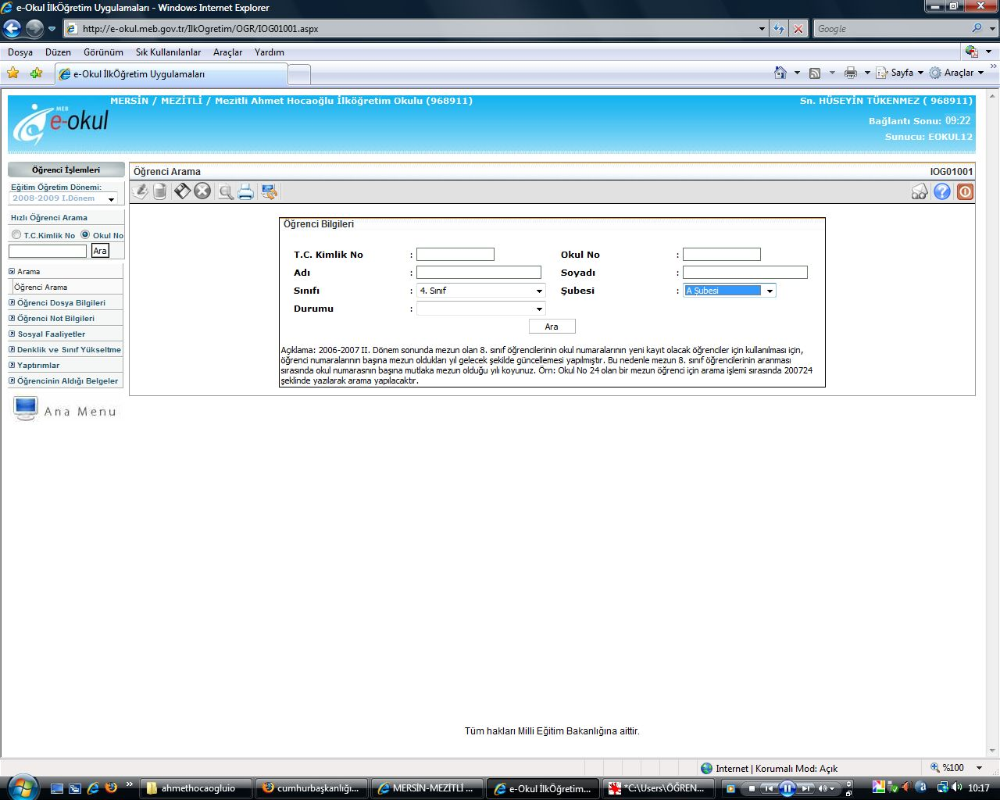 e-Okul İlkÖğretim Uygulamaları - Windows Internet Explorer
http://e-okul.meb.gov.tr/IlkOgretim/OGR/IOG01001.aspx
Google
Dosya Düzen Görünüm Sık Kullanılanlar Araçlar Yardım
e-Okul İlkÖğretim Uygulamaları
Sayfa Araçlar
MERSİN / MEZİTLİ / Mezitli Ahmet Hocaoğlu İlköğretim Okulu (968911)
Sn. HÜSEYİN TÜKENMEZ ( 968911)
MEB
e-okul
Bağlantı Sonu: 09:22
Sunucu: EOKUL12
Öğrenci İşlemleri
Eğitim Öğretim Dönemi:
2008-2009 I.Dönem
Hızlı Öğrenci Arama
T.C.Kimlik No Okul No
Ara
Arama
Öğrenci Arama
Öğrenci Dosya Bilgileri
Öğrenci Not Bilgileri
Sosyal Faaliyetler
Denklik ve Sınıf Yükseltme
Yaptırımlar
Öğrencinin Aldığı Belgeler
Ana Menu
Öğrenci Arama IOG01001
Öğrenci Bilgileri
T.C. Kimlik No : Okul No :
Adı : Soyadı :
Sınıfı : 4. Sınıf Şubesi : A Şubesi
Durumu :
Ara
Açıklama: 2006-2007 II. Dönem sonunda mezun olan 8. sınıf öğrencilerinin okul numaralarının yeni kayıt olacak öğrenciler için kullanılması için,
öğrenci numaralarının başına mezun oldukları yıl gelecek şekilde güncellemesi yapılmıştır. Bu nedenle mezun 8. sınıf öğrencilerinin aranması
sırasında okul numarasnın başına mutlaka mezun olduğu yılı koyunuz. Örn: Okul No 24 olan bir mezun öğrenci için arama işlemi sırasında 200724
şeklinde yazılarak arama yapılacaktır.
Tüm hakları Milli Eğitim Bakanlığına aittir.
Internet | Korumalı Mod: Açık
%100
ahmethocaogluio
cumhurbaşkanlığı...
MERSİN-MEZİTLİ ...
e-Okul İlkÖğretim...
*C:\Users\ÖĞREN...
10:17